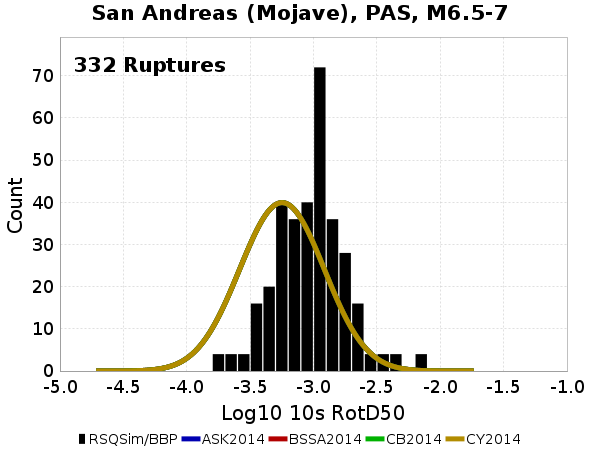 San Andreas (Mojave), PAS, M6.5-7
332 Ruptures
Count
70
60
50
40
30
20
10
0
-5.0 -4.5 -4.0 -3.5 -3.0 -2.5 -2.0 -1.5 -1.0
Log10 10s RotD50
RSQSim/BBP ASK2014 BSSA2014 CB2014 CY2014